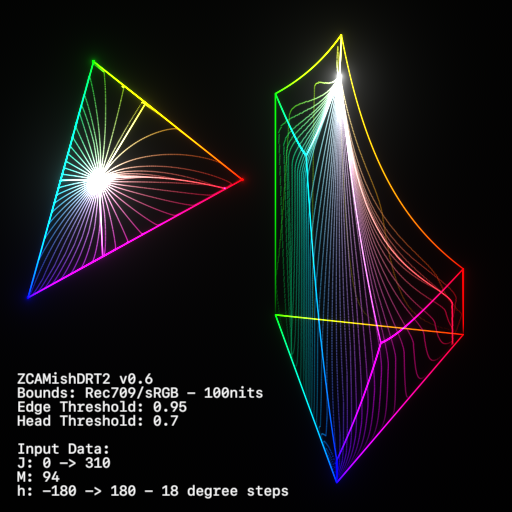 ZCAMishDRT2 v0.6
Bounds: Rec709/sRGB - 100nits
Edge Threshold: 0.95
Head Threshold: 0.7
Input Data:
J: 0 -> 310
M: 94
h: -180 -> 180 - 18 degree steps